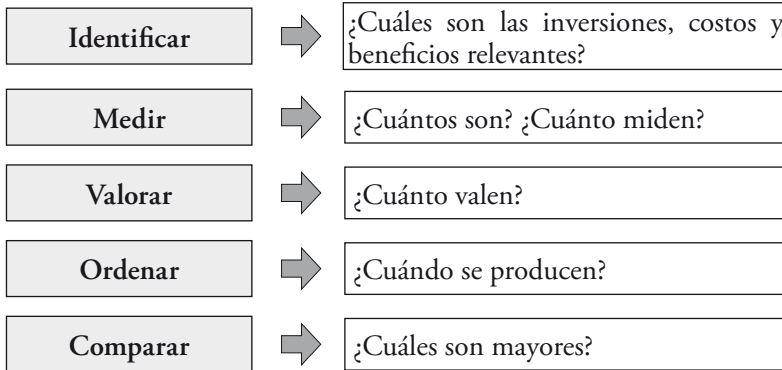 Identificar
¿Cuáles son las inversiones, costos y
beneficios relevantes?
Medir
¿Cuántos son? ¿Cuánto miden?
Valorar
¿Cuánto valen?
Ordenar
¿Cuándo se producen?
Comparar
¿Cuáles son mayores?